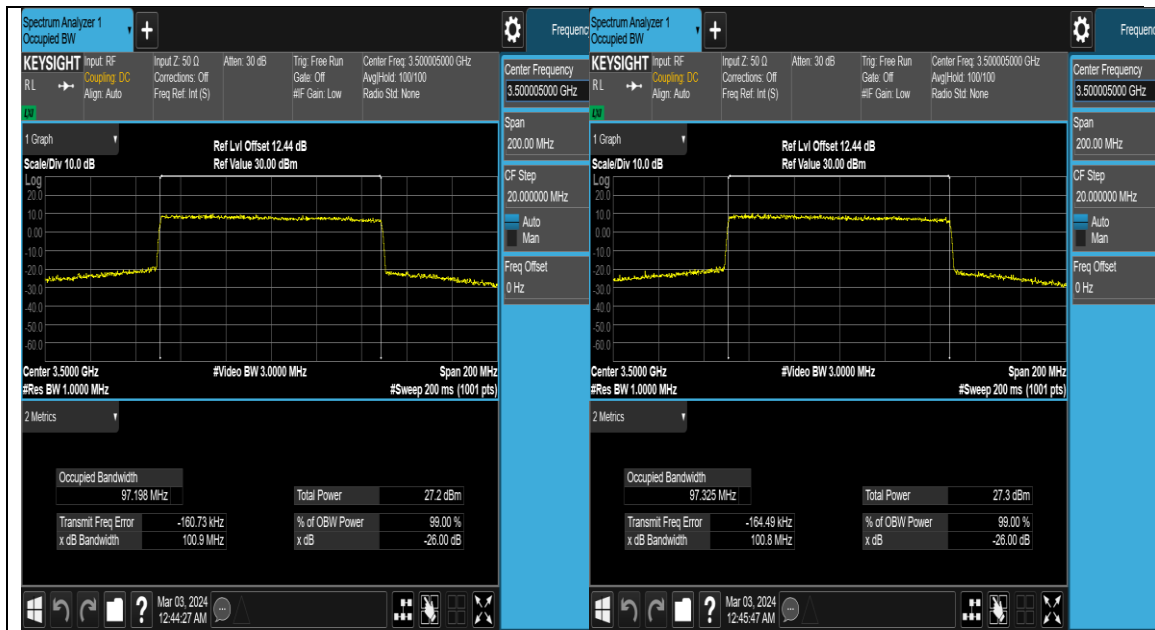 Spectrum Analyzer 1
Occupied BW
+
Frequenc
KEYSIGHT
RL
LNI
Input: RF
Coupling: DC
Align: Auto
Input Z: 50 Ω
Corrections: Off
Freq Ref: Int (S)
Atten: 30 dB
Trig: Free Run
Gate: Off
#IF Gain: Low
Center Freq: 3.500005000 GHz
Avg|Hold: 100/100
Radio Std: None
Center Frequency
3.500005000 GHz
Span
200.00 MHz
CF Step
20.000000 MHz
Auto
Man
Freq Offset
0 Hz
1 Graph
Scale/Div 10.0 dB
Ref Lvl Offset 12.44 dB
Ref Value 30.00 dBm
Log
20.0
10.0
0.00
-10.0
-20.0
-30.0
-40.0
-50.0
-60.0
Center 3.5000 GHz
#Res BW 1.0000 MHz
#Video BW 3.0000 MHz
Span 200 MHz
#Sweep 200 ms (1001 pts)
2 Metrics
Occupied Bandwidth
97.198 MHz
Transmit Freq Error -160.73 kHz
x dB Bandwidth 100.9 MHz
Total Power 27.2 dBm
% of OBW Power 99.00 %
x dB -26.00 dB
?
Mar 03, 2024
12:44:27 AM
Spectrum Analyzer 1
Occupied BW
+
Frequenc
KEYSIGHT
RL
LNI
Input: RF
Coupling: DC
Align: Auto
Input Z: 50 Ω
Corrections: Off
Freq Ref: Int (S)
Atten: 30 dB
Trig: Free Run
Gate: Off
#IF Gain: Low
Center Freq: 3.500005000 GHz
Avg|Hold: 100/100
Radio Std: None
Center Frequency
3.500005000 GHz
Span
200.00 MHz
CF Step
20.000000 MHz
Auto
Man
Freq Offset
0 Hz
1 Graph
Scale/Div 10.0 dB
Ref Lvl Offset 12.44 dB
Ref Value 30.00 dBm
Log
20.0
10.0
0.00
-10.0
-20.0
-30.0
-40.0
-50.0
-60.0
Center 3.5000 GHz
#Res BW 1.0000 MHz
#Video BW 3.0000 MHz
Span 200 MHz
#Sweep 200 ms (1001 pts)
2 Metrics
Occupied Bandwidth
97.325 MHz
Transmit Freq Error -164.49 kHz
x dB Bandwidth 100.8 MHz
Total Power 27.3 dBm
% of OBW Power 99.00 %
x dB -26.00 dB
?
Mar 03, 2024
12:45:47 AM